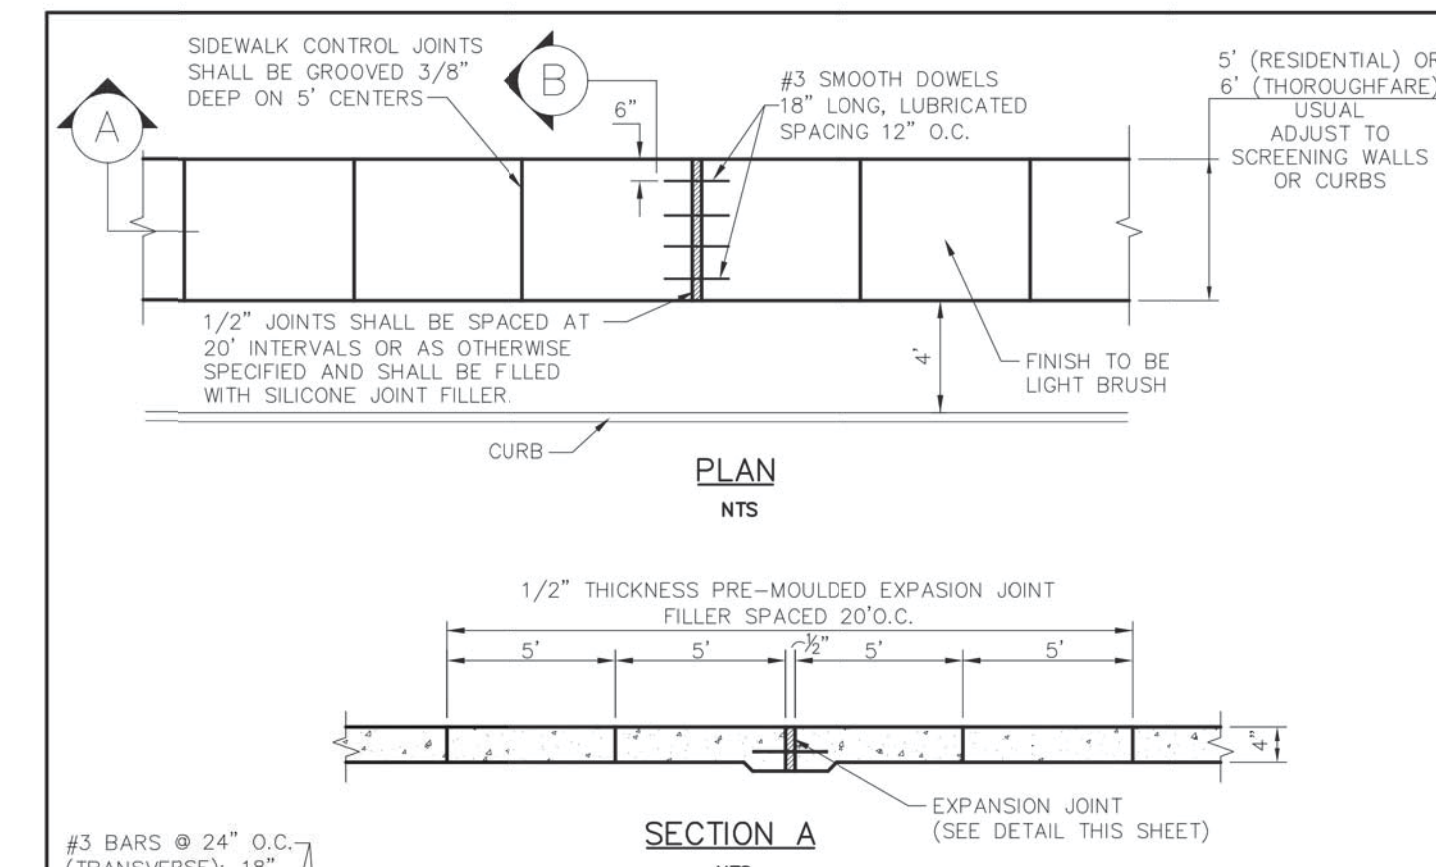 SIDEWALK CONTROL JOINTS
SHALL BE GROOVED 3/8"
DEEP ON 5' CENTERS
A
B
6"
#3 SMOOTH DOWELS
18" LONG, LUBRICATED
SPACING 12" O.C.
5' (RESIDENTIAL) OR
6' (THOROUGHFARE)
USUAL
ADJUST TO
SCREENING WALLS
OR CURBS
1/2" JOINTS SHALL BE SPACED AT
20' INTERVALS OR AS OTHERWISE
SPECIFIED AND SHALL BE FILLED
WITH SILICONE JOINT FILLER.
4'
FINISH TO BE
LIGHT BRUSH
CURB
PLAN
NTS
1/2" THICKNESS PRE-MOULDED EXPASION JOINT
FILLER SPACED 20'O.C.
5'
5'
½"
5'
5'
4"
EXPANSION JOINT
(SEE DETAIL THIS SHEET)
SECTION A
NTS
#3 BARS @ 24" O.C.
(TRANSVERSE); 18"